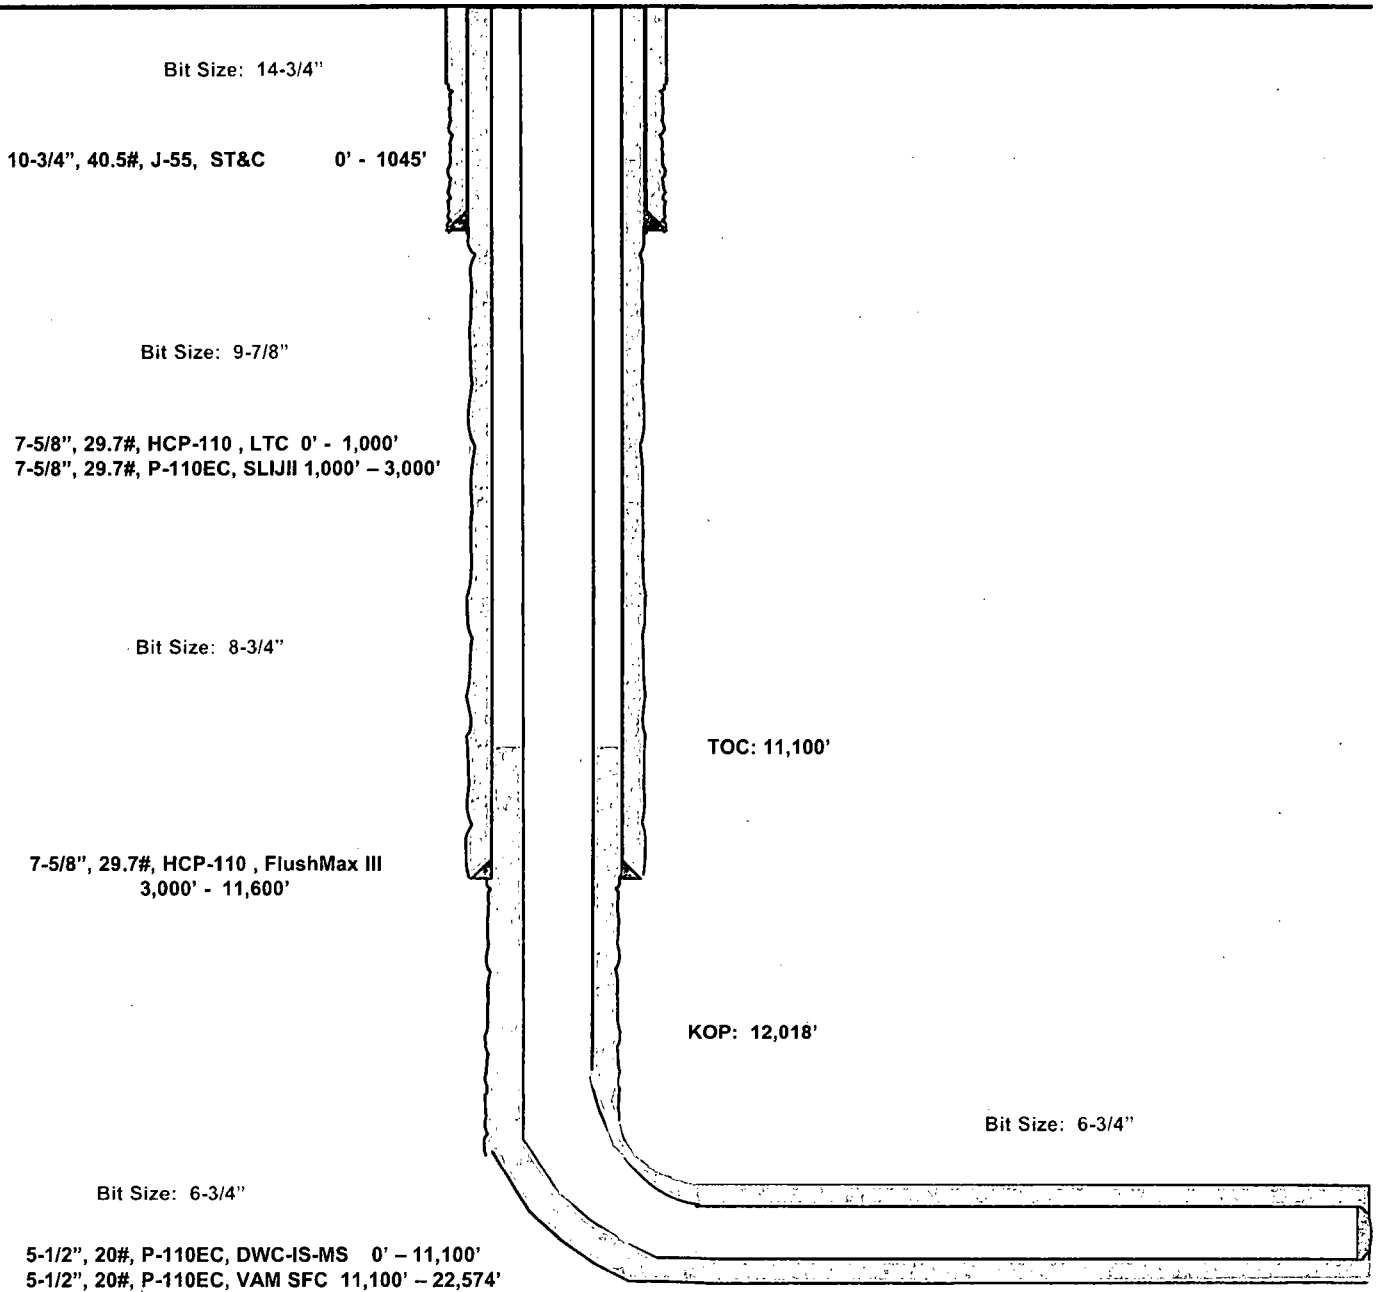 Bit Size: 14-3/4”
10-3/4”, 40.5#, J-55, ST&C 0’ - 1045’
Bit Size: 9-7/8”
7-5/8”, 29.7#, HCP-110 , LTC 0’ - 1,000’
7-5/8”, 29.7#, P-110EC, SLIJII 1,000’ – 3,000’
Bit Size: 8-3/4”
TOC: 11,100’
7-5/8”, 29.7#, HCP-110 , FlushMax III
3,000’ - 11,600’
KOP: 12,018’
Bit Size: 6-3/4”
Bit Size: 6-3/4”
5-1/2”, 20#, P-110EC, DWC-IS-MS 0’ – 11,100’
5-1/2”, 20#, P-110EC, VAM SFC 11,100’ – 22,574’